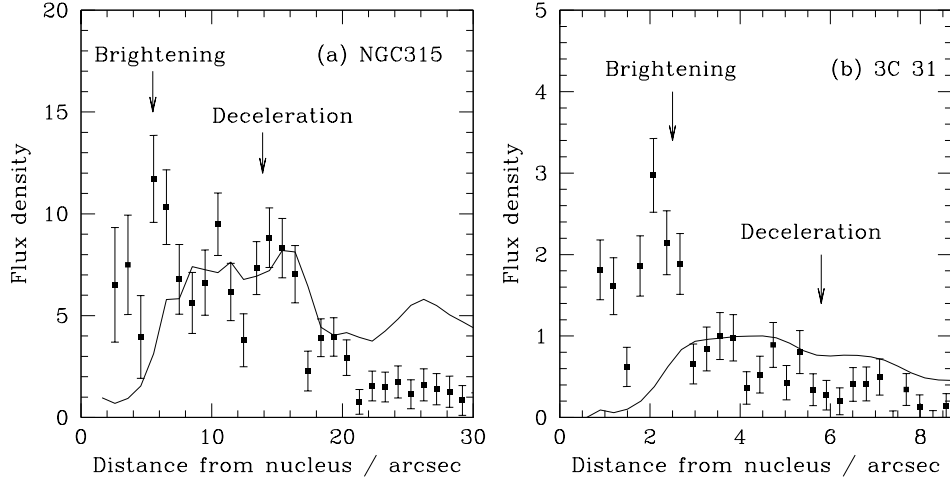 20
15
10
5
0
Flux density
Brightening
(a) NGC315
Deceleration
0
10
20
30
Distance from nucleus / arcsec
5
4
3
2
1
0
Flux density
(b) 3C 31
Brightening
Deceleration
0
2
4
6
8
Distance from nucleus / arcsec